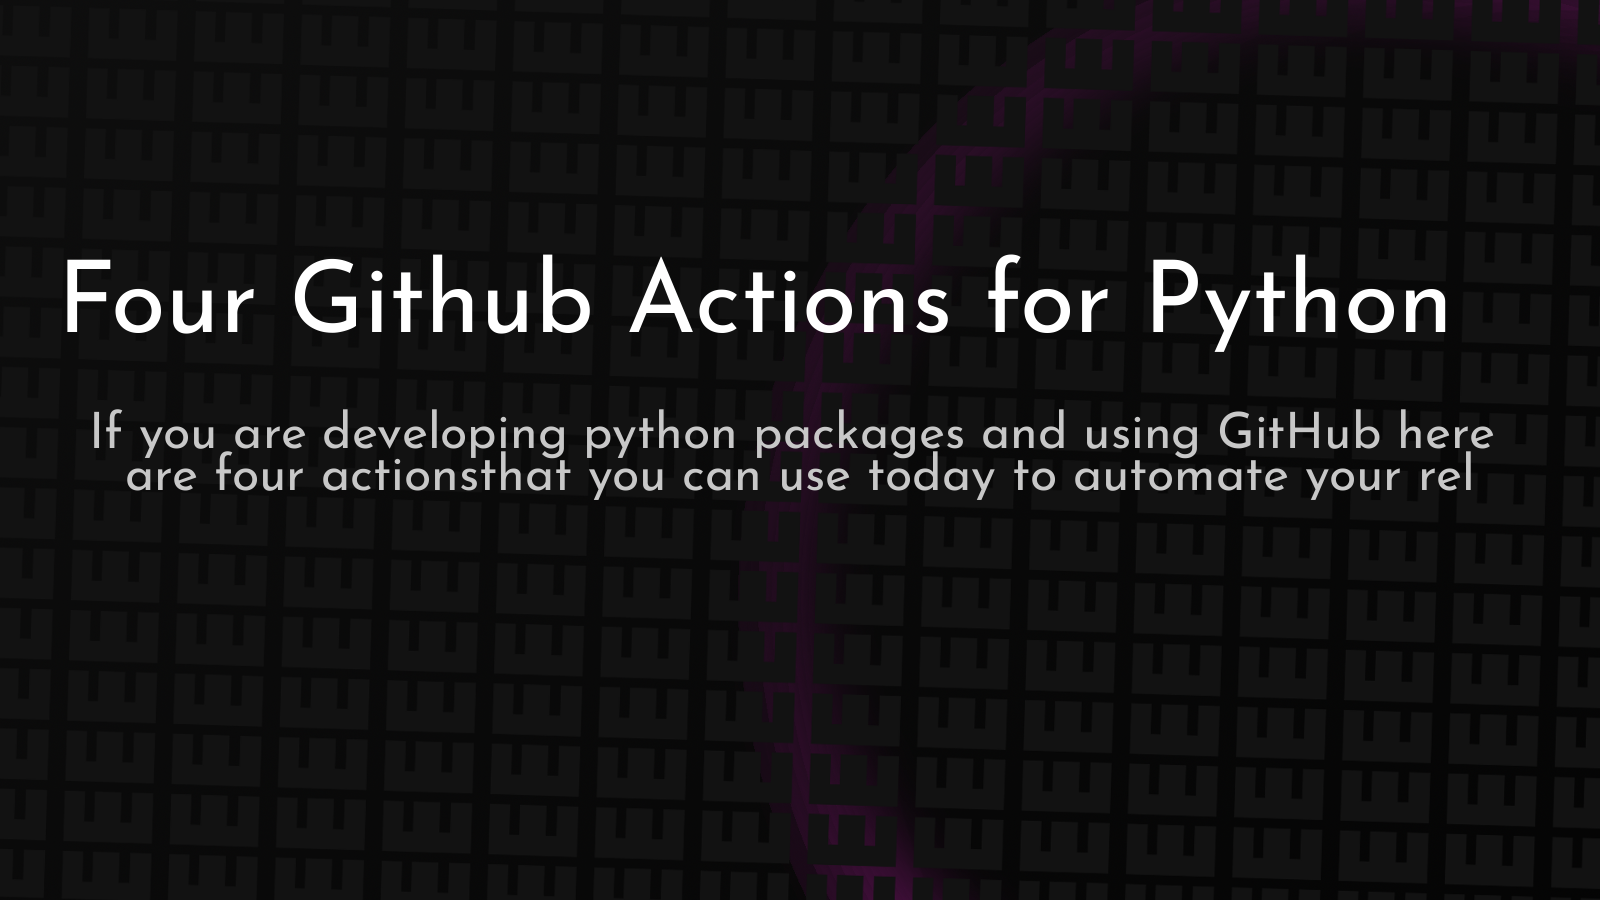 Four Github Actions for Python
If you are developing python packages and using GitHub here
are four actionsthat you can use today to automate your rel